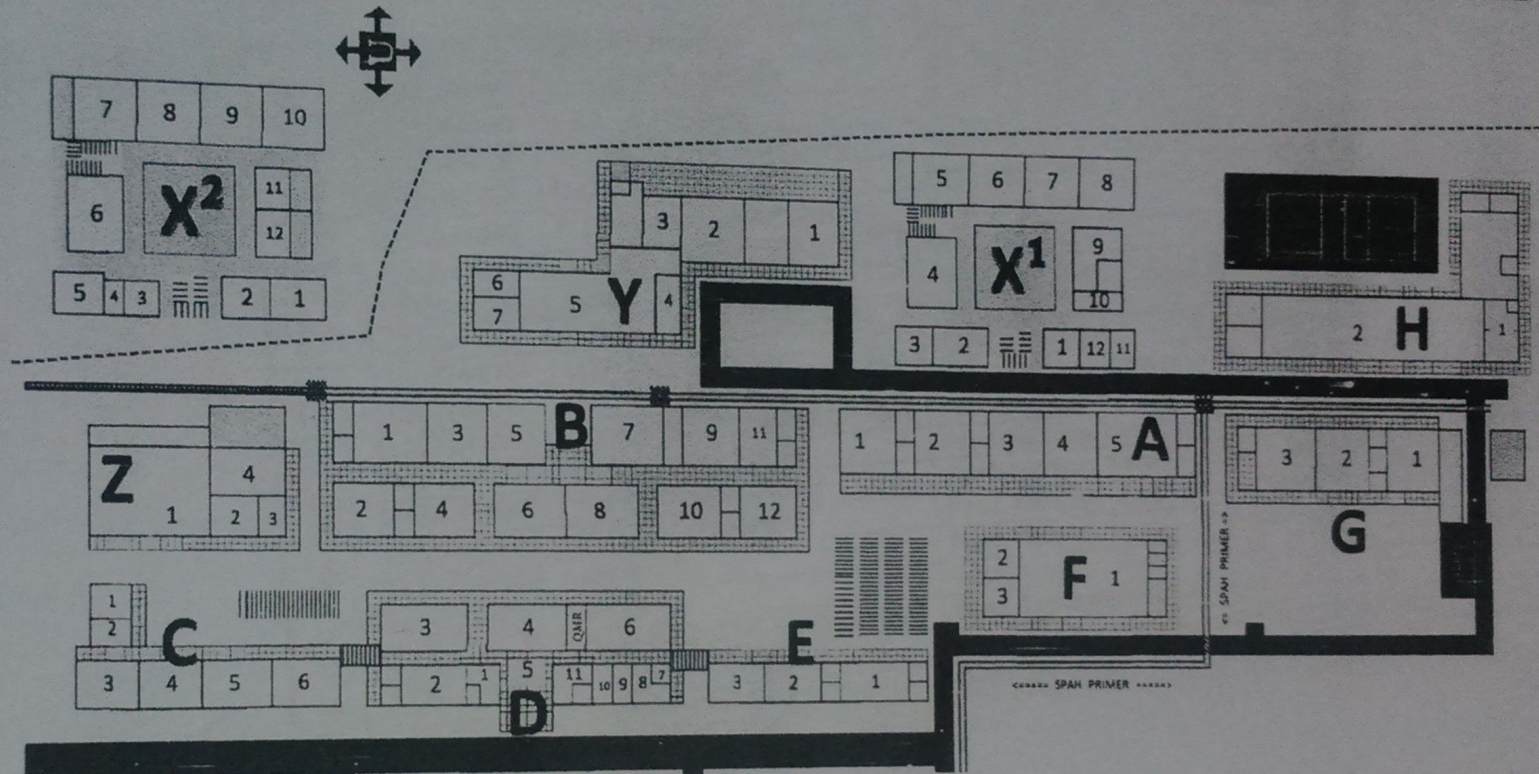 U
7 8 9 10
6 X² 11
12
5 4 3 2 1
3 2 1
6 5 Y 4
7
5 6 7 8
4 X¹ 9
10
3 2 1 12 11
2 H 1
Z 4
1 2 3
1 3 5 B 7 9 11
2 4 6 8 10 12
1 2 3 4 5 A
3 2 1
G
<= SPAH PRIMER =>
2 F 1
3
1
2 C
3 4 5 6
3 4 QMR 6
2 1 5 11 10 9 8 7
D
E
3 2 1
<===== SPAH PRIMER =====>